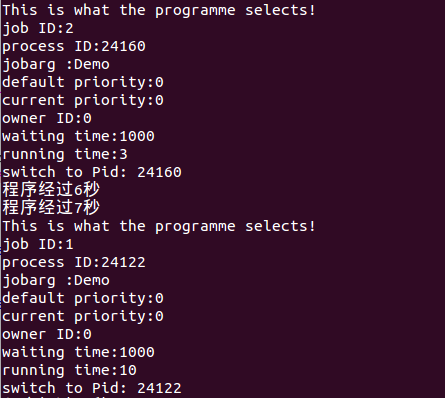 This is what the programme selects!
job ID:2
process ID:24160
jobarg :Demo
default priority:0
current priority:0
owner ID:0
waiting time:1000
running time:3
switch to Pid: 24160
程序经过6秒
程序经过7秒
This is what the programme selects!
job ID:1
process ID:24122
jobarg :Demo
default priority:0
current priority:0
owner ID:0
waiting time:1000
running time:10
switch to Pid: 24122